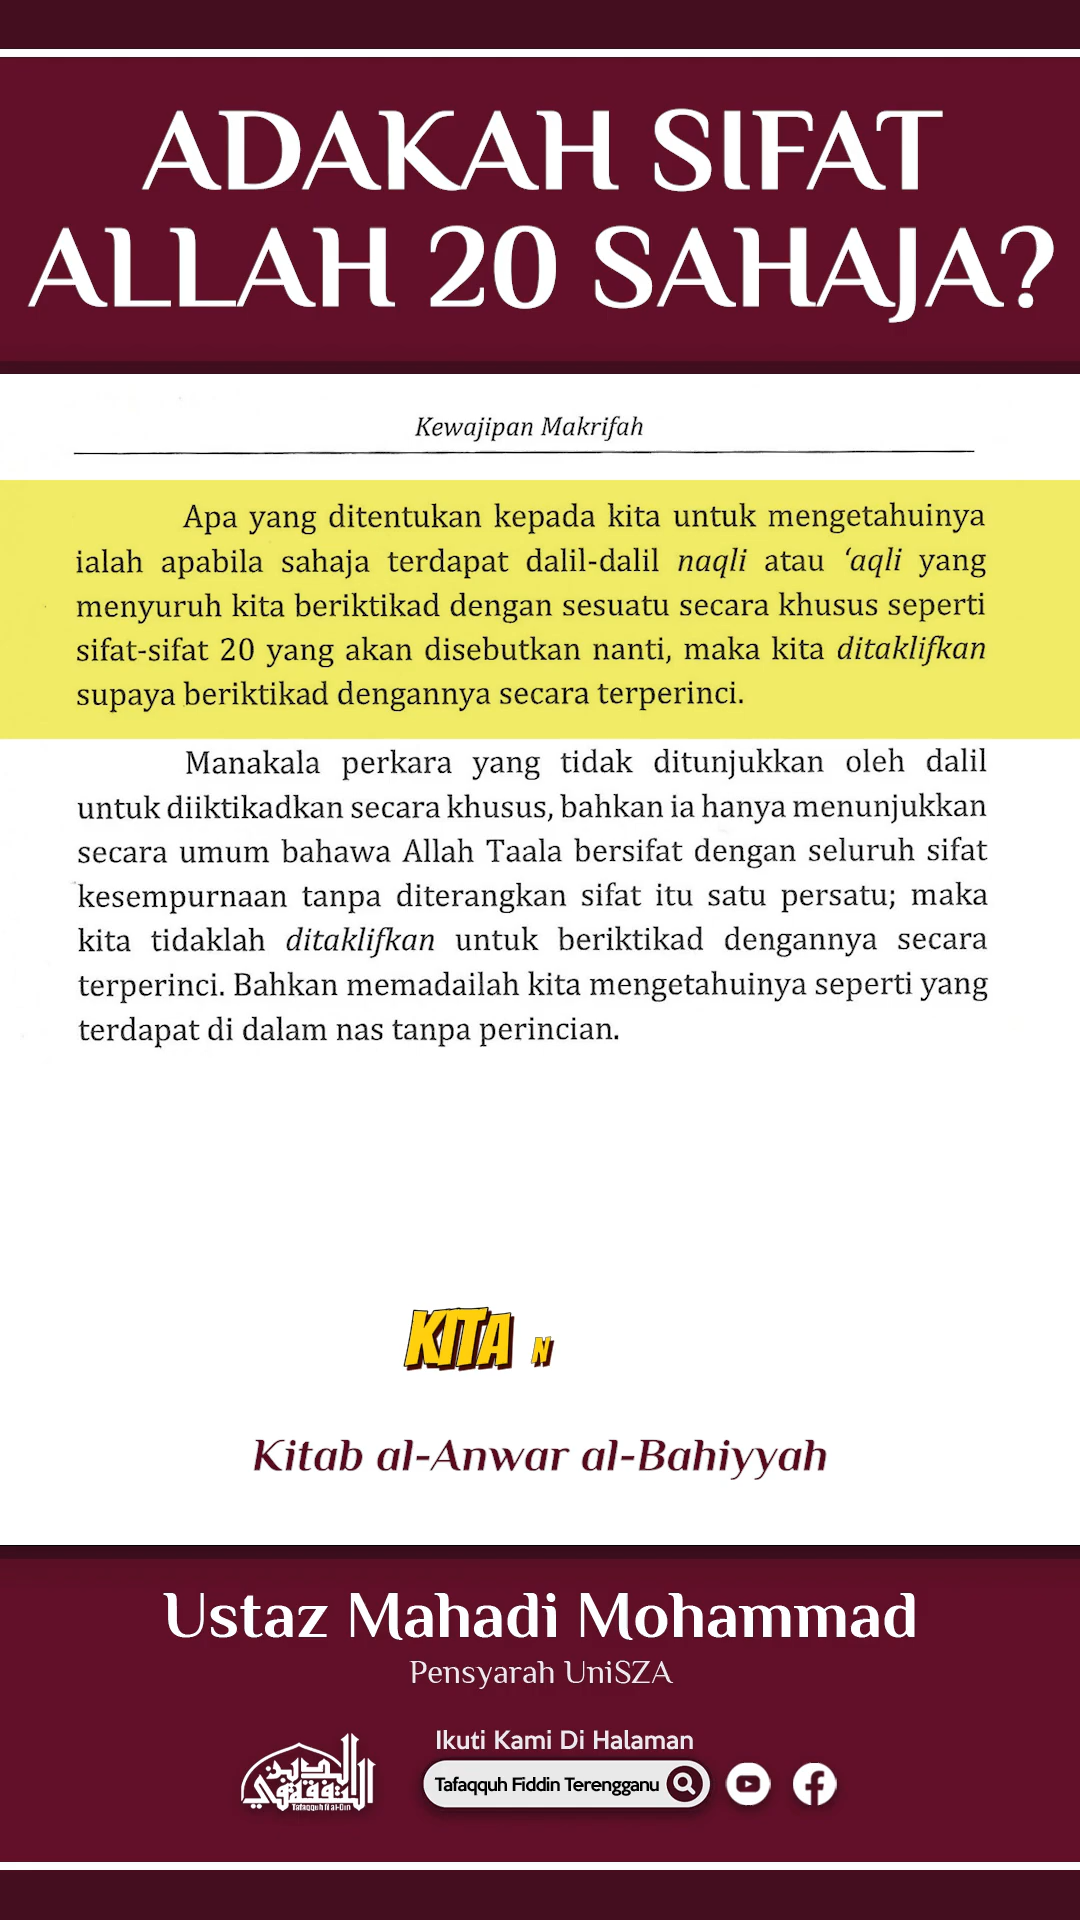 ADAKAH SIFAT
ALLAH 20 SAHAJA?
Kewajipan Makrifah
Apa yang ditentukan kepada kita untuk mengetahuinya
ialah apabila sahaja terdapat dalil-dalil naqli atau ‘aqli yang
menyuruh kita beriktikad dengan sesuatu secara khusus seperti
sifat-sifat 20 yang akan disebutkan nanti, maka kita ditaklifkan
supaya beriktikad dengannya secara terperinci.
Manakala perkara yang tidak ditunjukkan oleh dalil
untuk diiktikadkan secara khusus, bahkan ia hanya menunjukkan
secara umum bahawa Allah Taala bersifat dengan seluruh sifat
kesempurnaan tanpa diterangkan sifat itu satu persatu; maka
kita tidaklah ditaklifkan untuk beriktikad dengannya secara
terperinci. Bahkan memadailah kita mengetahuinya seperti yang
terdapat di dalam nas tanpa perincian.
KITA N
Kitab al-Anwar al-Bahiyyah
Ustaz Mahadi Mohammad
Pensyarah UniSZA
Ikuti Kami Di Halaman
Tafaqquh Fiddin Terengganu
Tafaqquh fi al-Din